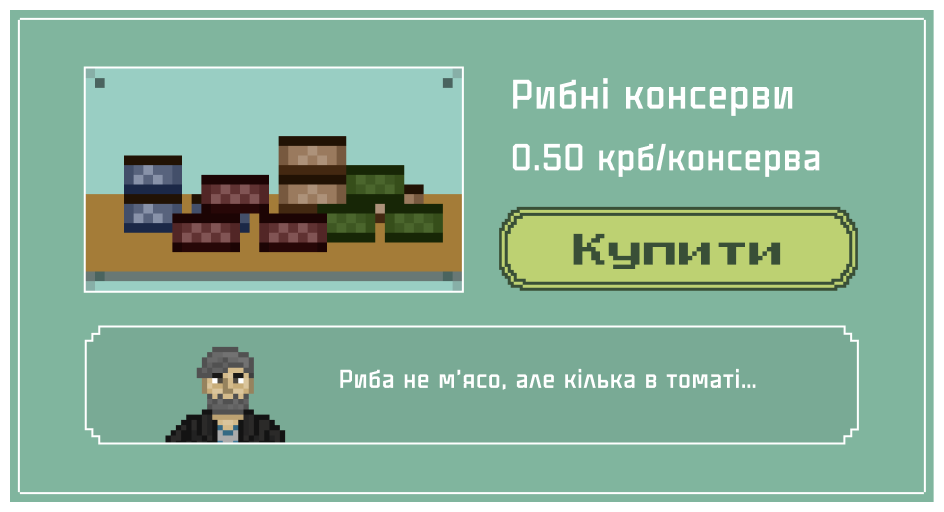 Рибні консерви
0.50 крб/консерва
Купити
Риба не м'ясо, але кілька в томаті...